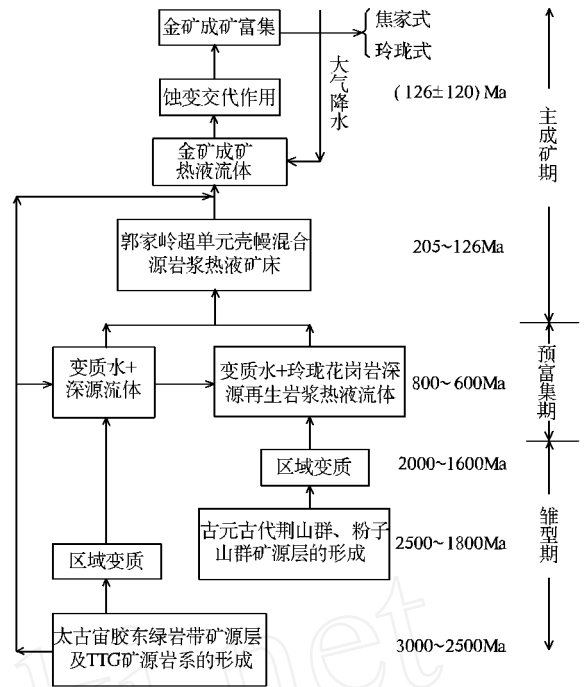 金矿成矿富集
焦家式
玲珑式
大气降水
蚀变交代作用
(126±120)Ma
主成矿期
金矿成矿
热液流体
郭家岭超单元壳幔混合
源岩浆热液矿床
205~126Ma
变质水+
深源流体
变质水+玲珑花岗岩深
源再生岩浆热液流体
800~600Ma
预富集期
区域变质
2000~1600Ma
古元古代荆山群、粉子
山群矿源层的形成
2500~1800Ma
雏型期
区域变质
太古宙胶东绿岩带矿源层
及TTG矿源岩系的形成
3000~2500Ma